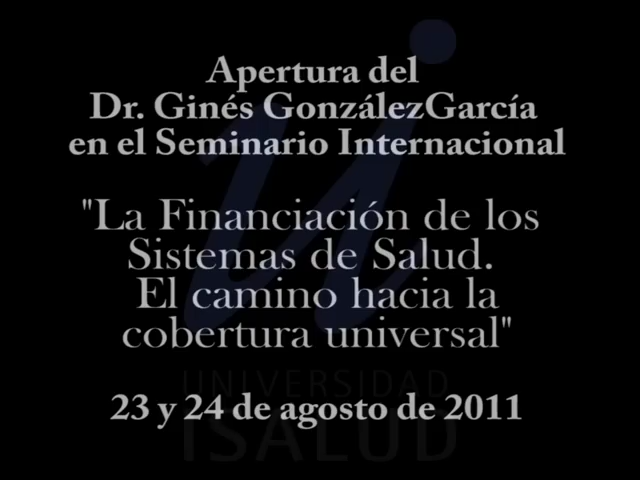 Apertura del
Dr. Ginés GonzálezGarcía
en el Seminario Internacional
"La Financiación de los
Sistemas de Salud.
El camino hacia la
cobertura universal"
UNIVERSIDAD
23 y 24 de agosto de 2011
ISALUD